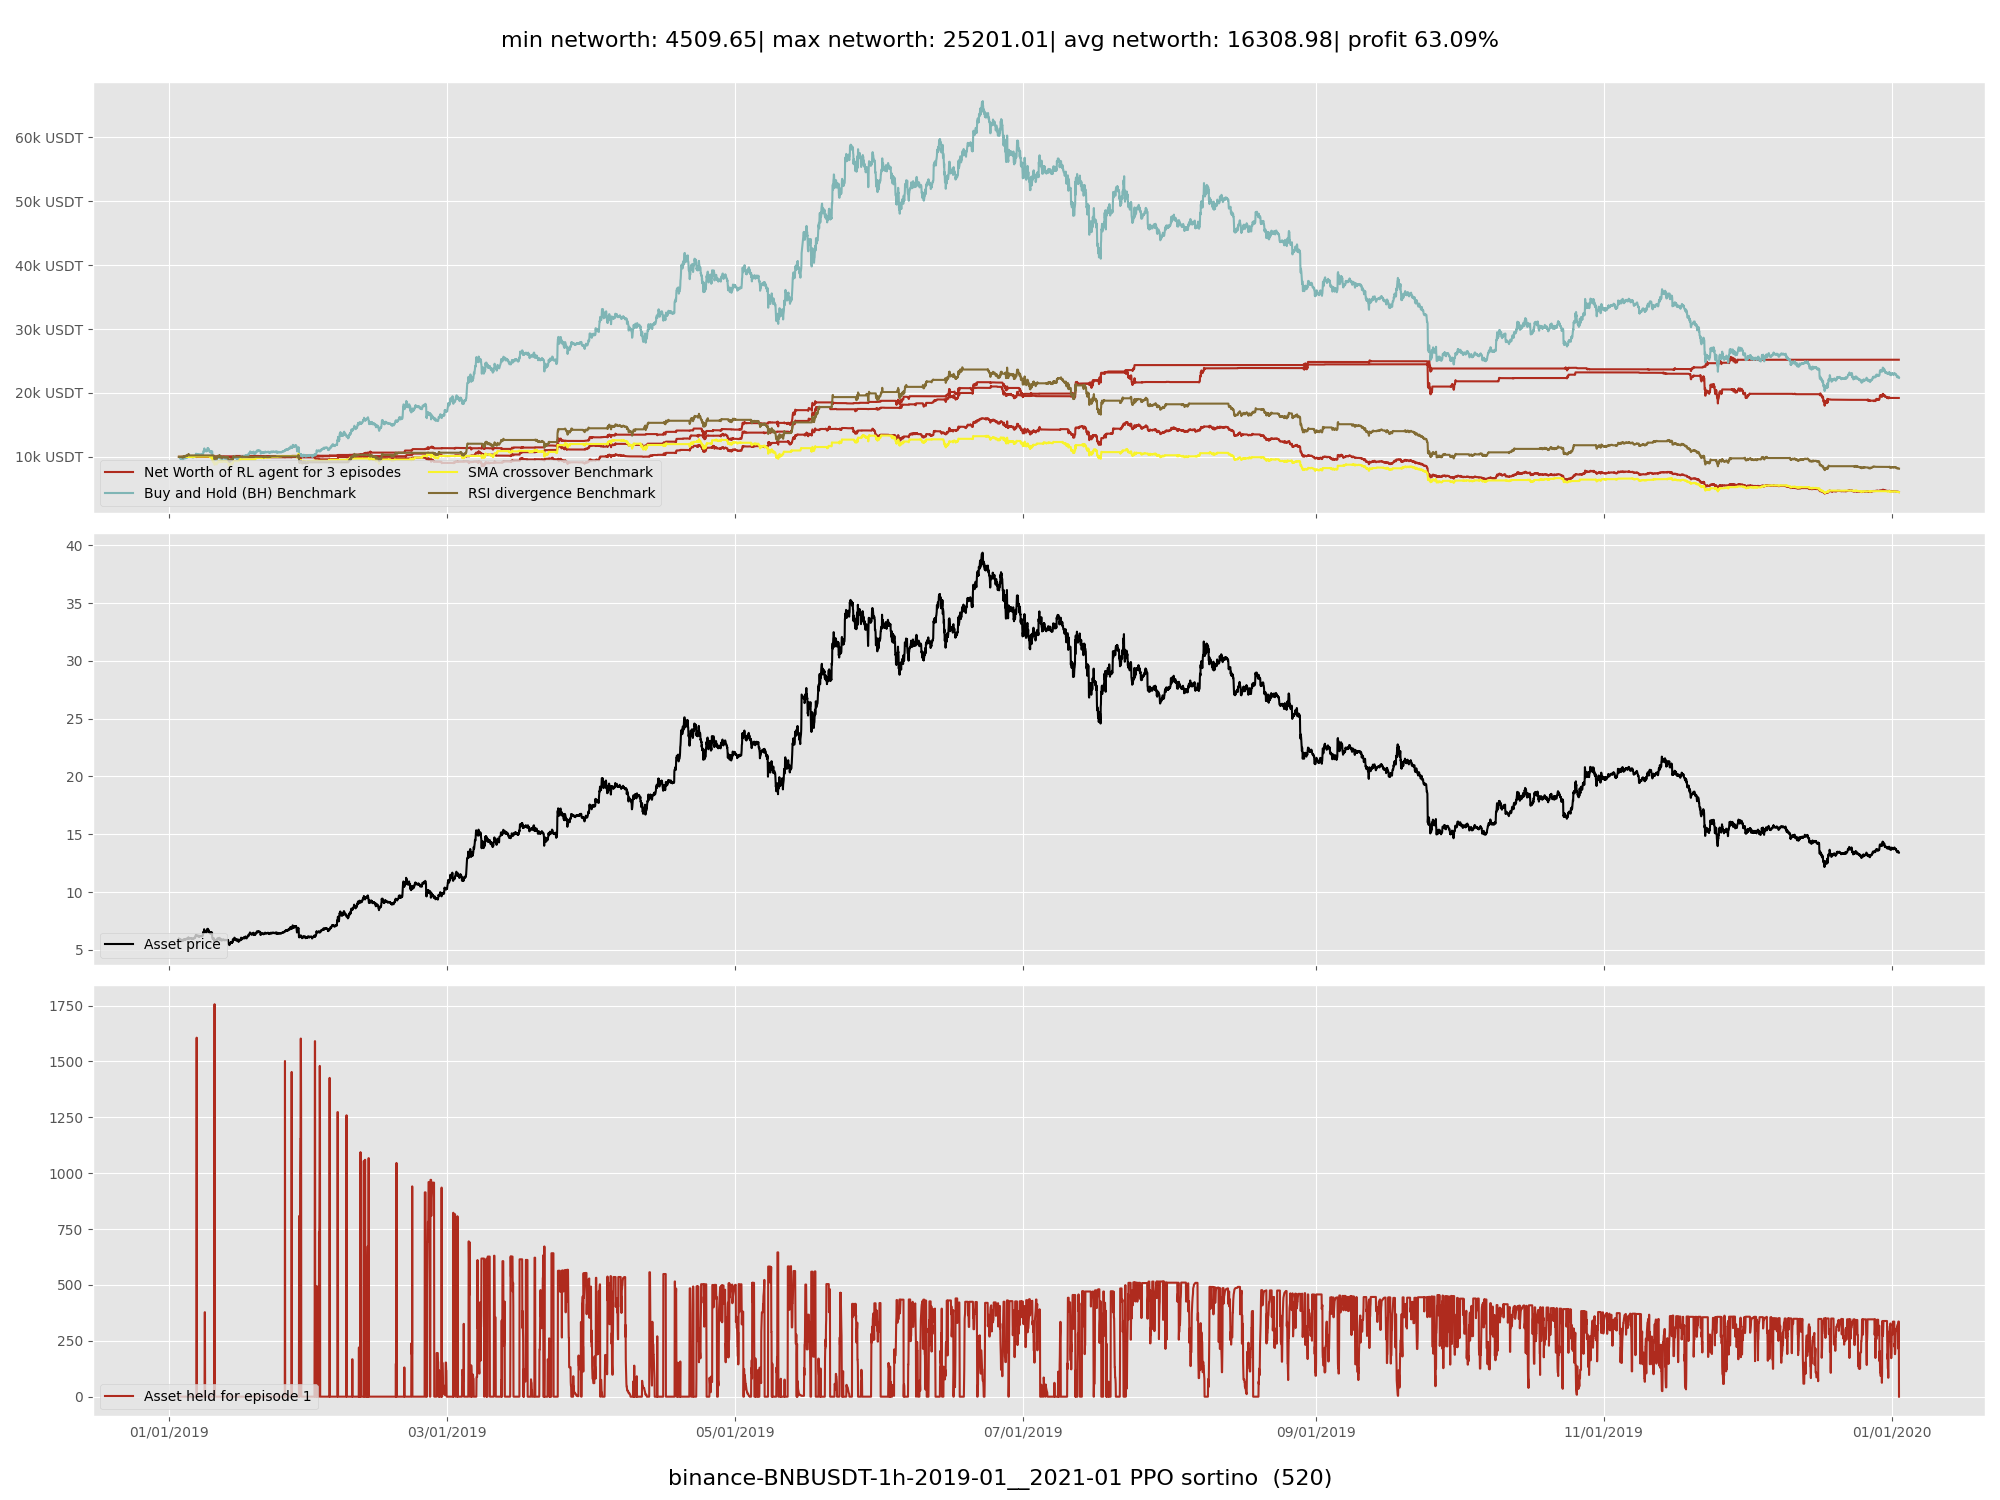 min networth: 4509.65| max networth: 25201.01| avg networth: 16308.98| profit 63.09%
60k USDT
50k USDT
40k USDT
30k USDT
20k USDT
10k USDT
Net Worth of RL agent for 3 episodes
Buy and Hold (BH) Benchmark
SMA crossover Benchmark
RSI divergence Benchmark
40
35
30
25
20
15
10
5
Asset price
1750
1500
1250
1000
750
500
250
0
Asset held for episode 1
01/01/2019 03/01/2019 05/01/2019 07/01/2019 09/01/2019 11/01/2019 01/01/2020
binance-BNBUSDT-1h-2019-01__2021-01 PPO sortino (520)